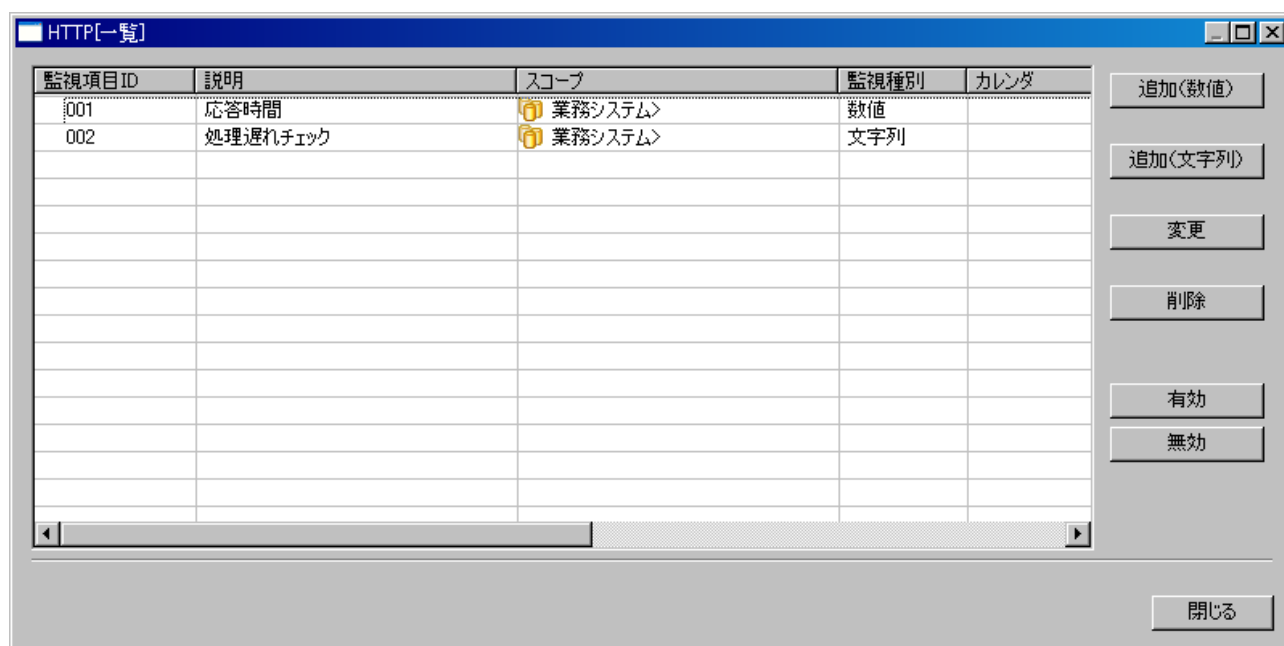 HTTP[一覧]
監視項目ID 説明 スコープ 監視種別 カレンダ
001 応答時間 業務システム> 数値
002 処理遅れチェック 業務システム> 文字列
追加(数値)
追加(文字列)
変更
削除
有効
無効
閉じる